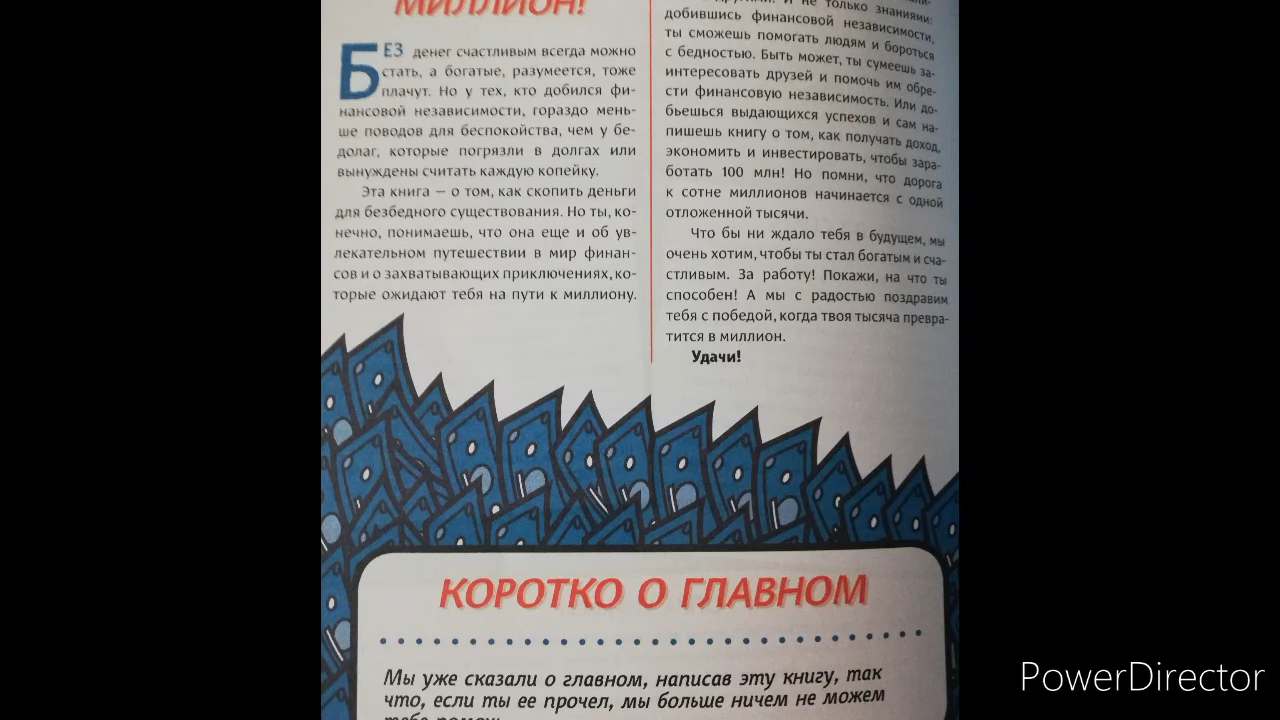 МИЛЛИОН!
БЕЗ денег счастливым всегда можно
стать, а богатые, разумеется, тоже
плачут. Но у тех, кто добился фи-
нансовой независимости, гораздо мень-
ше поводов для беспокойства, чем у бе-
долаг, которые погрязли в долгах или
вынуждены считать каждую копейку.
Эта книга — о том, как скопить деньги
для безбедного существования. Но ты, ко-
нечно, понимаешь, что она еще и об ув-
лекательном путешествии в мир финан-
сов и о захватывающих приключениях, ко-
торые ожидают тебя на пути к миллиону.
И не только знаниями:
добившись финансовой независимости,
ты сможешь помогать людям и бороться
с бедностью. Быть может, ты сумеешь за-
интересовать друзей и помочь им обре-
сти финансовую независимость. Или до-
бьешься выдающихся успехов и сам на-
пишешь книгу о том, как получать доход,
экономить и инвестировать, чтобы зара-
ботать 100 млн! Но помни, что дорога
к сотне миллионов начинается с одной
отложенной тысячи.
Что бы ни ждало тебя в будущем, мы
очень хотим, чтобы ты стал богатым и сча-
стливым. За работу! Покажи, на что ты
способен! А мы с радостью поздравим
тебя с победой, когда твоя тысяча превра-
тится в миллион.
Удачи!
КОРОТКО О ГЛАВНОМ
Мы уже сказали о главном, написав эту книгу, так
что, если ты ее прочел, мы больше ничем не можем
PowerDirector